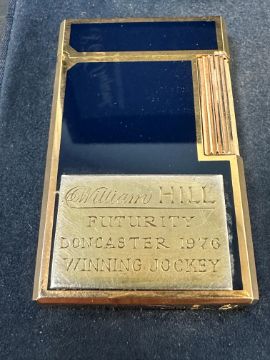 William HILL
FUTURITY
DONCASTER 1976
WINNING JOCKEY